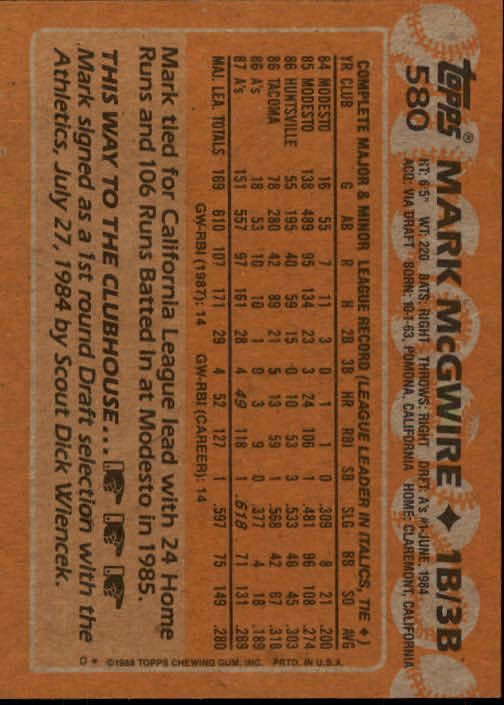 topps®
580
MARK McGWIRE ♦ 1B/3B
HT: 6'5" WT: 220 BATS: RIGHT THROWS: RIGHT DRAFT: A's #1-JUNE, 1984
ACQ: VIA DRAFT BORN: 10-1-63, POMONA, CALIFORNIA HOME: CLAREMONT, CALIFORNIA
COMPLETE MAJOR & MINOR LEAGUE RECORD (LEAGUE LEADER IN ITALICS, TIE ♦)
YR CLUB G AB R H 2B 3B HR RBI SB SLG BB SO AVG
84 MODESTO 16 55 7 11 3 0 1 1 0 .309 8 21 .200
85 MODESTO 138 489 95 134 23 3 24 106 1 .481 96 108 .274
86 HUNTSVILLE 55 195 40 59 15 0 10 53 3 .533 46 45 .303
86 TACOMA 78 280 42 89 21 5 13 59 1 .568 42 67 .318
86 A's 18 53 10 10 1 0 3 9 0 .377 4 18 .189
87 A's 151 557 97 161 28 4 49 118 1 .618 71 131 .289
MAJ. LEA. TOTALS 169 610 107 171 29 4 52 127 1 .597 75 149 .280
GW-RBI (1987): 14 GW-RBI (CAREER): 14
Mark tied for California League lead with 24 Home
Runs and 106 Runs Batted In at Modesto in 1985.
THIS WAY TO THE CLUBHOUSE...
Mark signed as a 1st round Draft selection with the
Athletics, July 27, 1984 by Scout Dick Wiencek.
©1988 TOPPS CHEWING GUM, INC. PRTD. IN U.S.A.